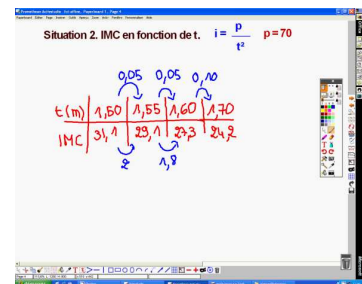 Situation 2. IMC en fonction de t. i = p / t² p=70
0,05 0,05 0,10
t(m) 1,50 1,55 1,60 1,70
IMC 31,1 29,1 27,3 24,2
2 1,8